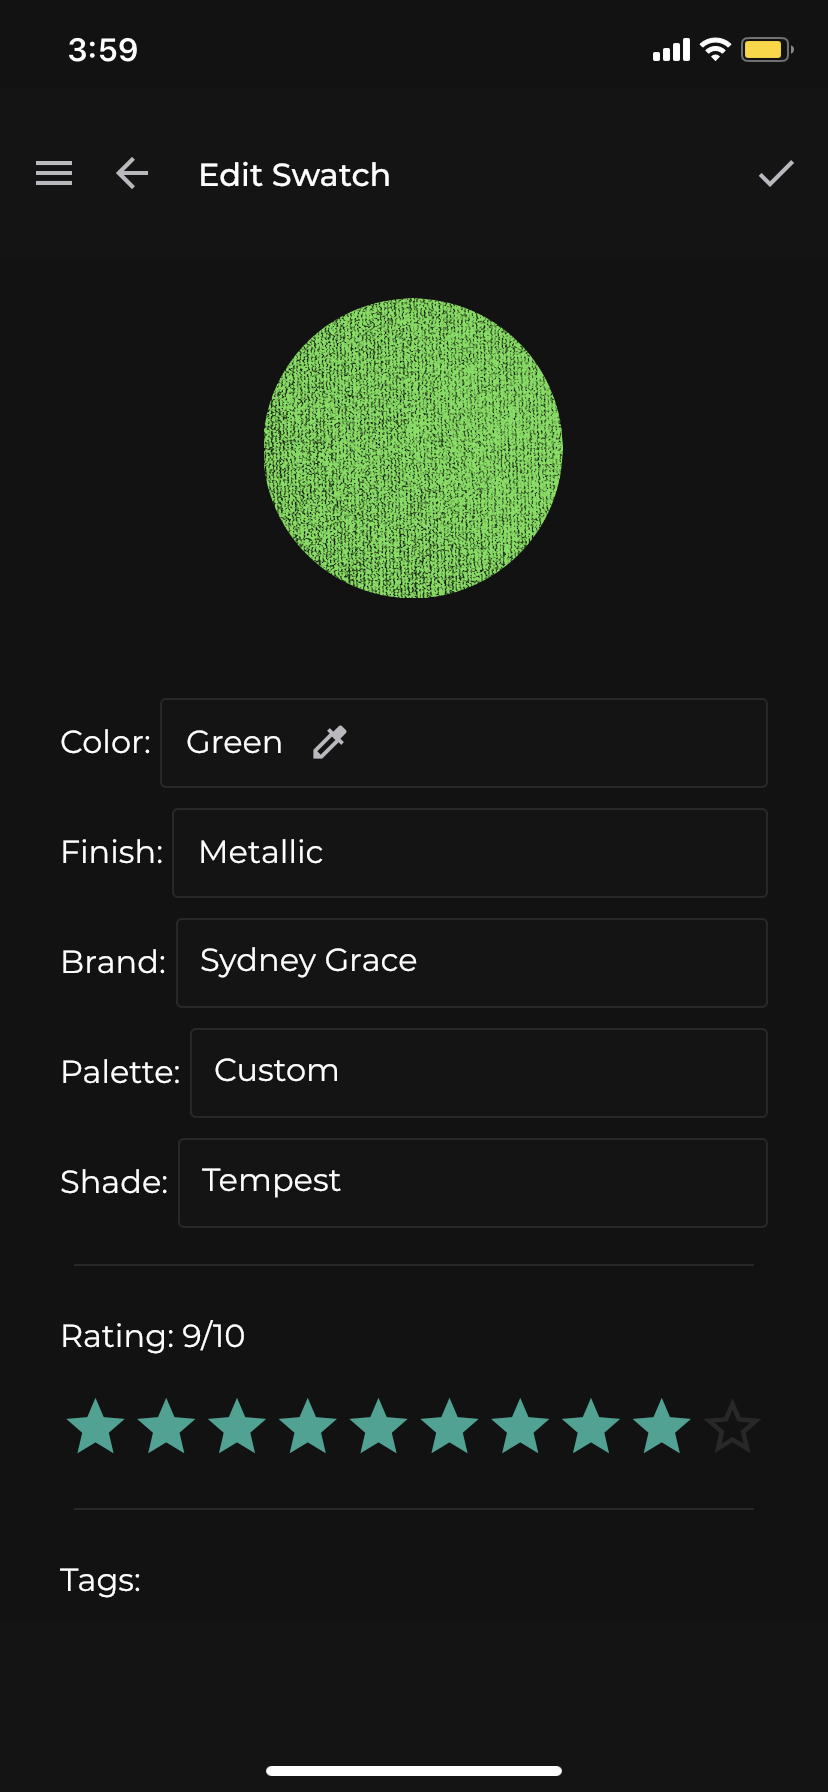 3:59
Edit Swatch
Color: Green
Finish: Metallic
Brand: Sydney Grace
Palette: Custom
Shade: Tempest
Rating: 9/10
Tags: